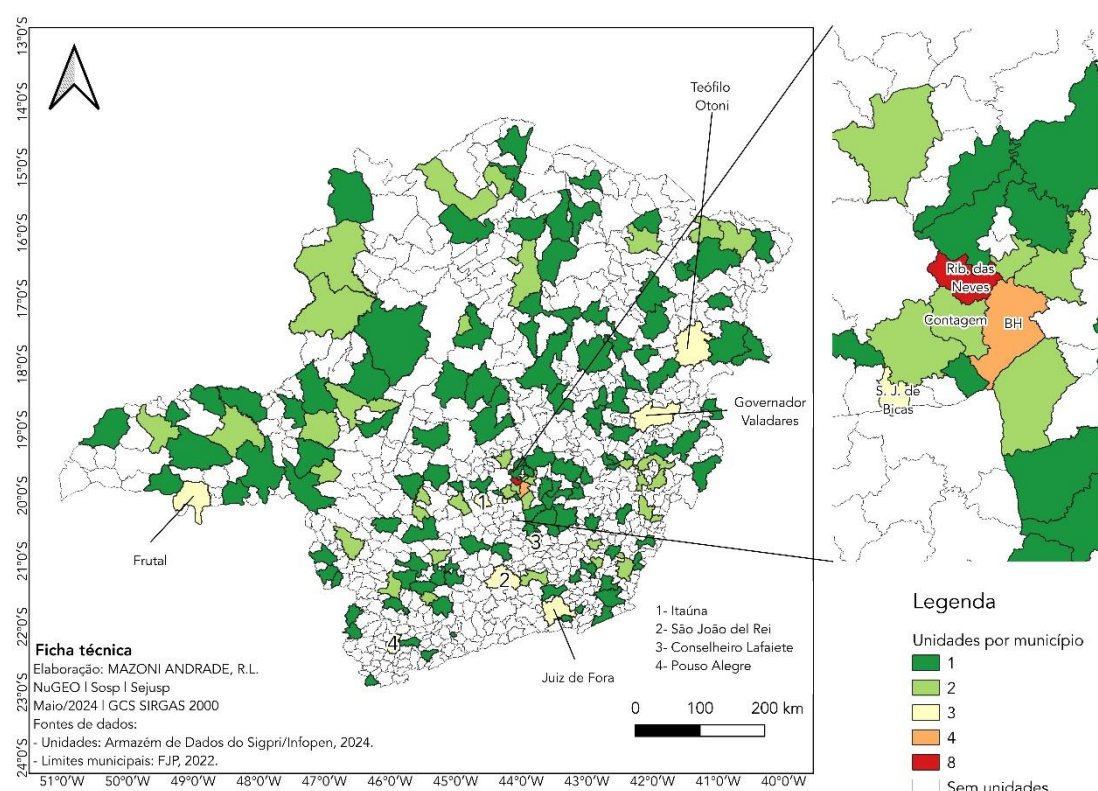 13°0'S
14°0'S
15°0'S
16°0'S
17°0'S
18°0'S
19°0'S
20°0'S
21°0'S
22°0'S
23°0'S
24°0'S
Teófilo
Otoni
Governador
Valadares
Frutal
1
2
3
4
Juiz de Fora
1- Itaúna
2- São João del Rei
3- Conselheiro Lafaiete
4- Pouso Alegre
0 100 200 km
Ficha técnica
Elaboração: MAZONI ANDRADE, R.L.
NuGEO l Sosp l Sejusp
Maio/2024 l GCS SIRGAS 2000
Fontes de dados:
- Unidades: Armazém de Dados do Sigpri/Infopen, 2024.
- Limites municipais: FJP, 2022.
51°0'W 50°0'W 49°0'W 48°0'W 47°0'W 46°0'W 45°0'W 44°0'W 43°0'W 42°0'W 41°0'W 40°0'W
Rib. das
Neves
Contagem
BH
S. J. de
Bicas
Legenda
Unidades por município
1
2
3
4
8
Sem unidades